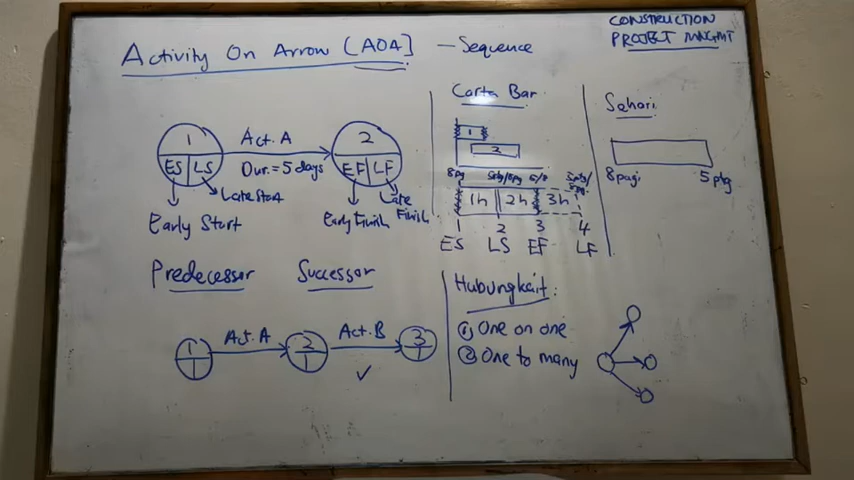 CONSTRUCTION
PROJECT MNGMT
Activity On Arrow [AOA] – Sequence
1
ES LS
Act. A
Dur. = 5 days
2
EF LF
Late Start
Late Finish
Early Start
Early Finish
Predecessor Successor
1 Act. A 2 Act. B 3
Carta Bar
1
2
8pg
1h 2h 3h
1 2 3 4
ES LS EF LF
Hubungkait:
① One on one
② One to many
Sehari
8 pagi 5 ptg